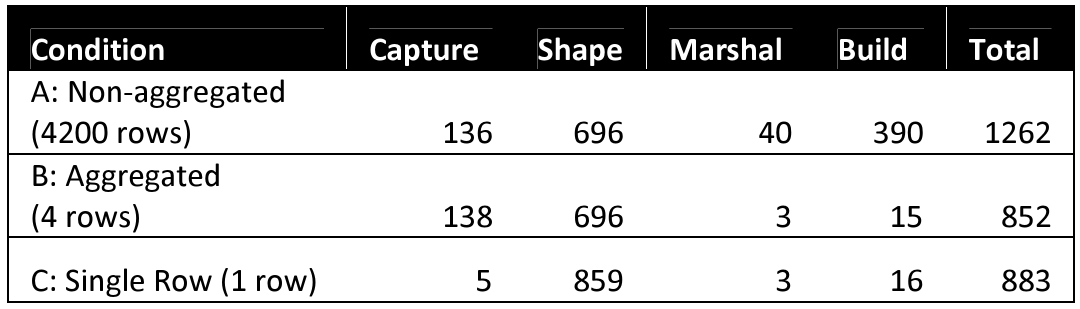 Condition Capture Shape Marshal Build Total
A: Non-aggregated
(4200 rows) 136 696 40 390 1262
B: Aggregated
(4 rows) 138 696 3 15 852
C: Single Row (1 row) 5 859 3 16 883